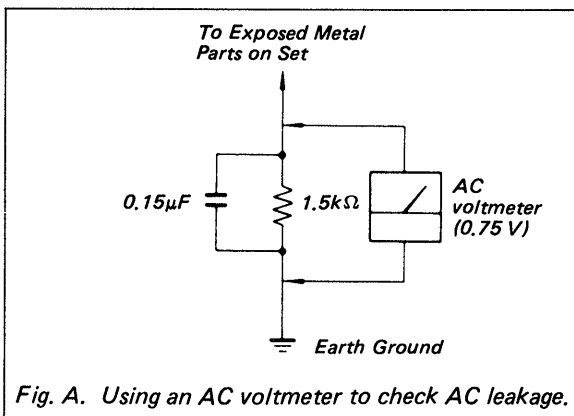 To Exposed Metal
Parts on Set
0.15μF
1.5kΩ
AC
voltmeter
(0.75 V)
Earth Ground
Fig. A. Using an AC voltmeter to check AC leakage.